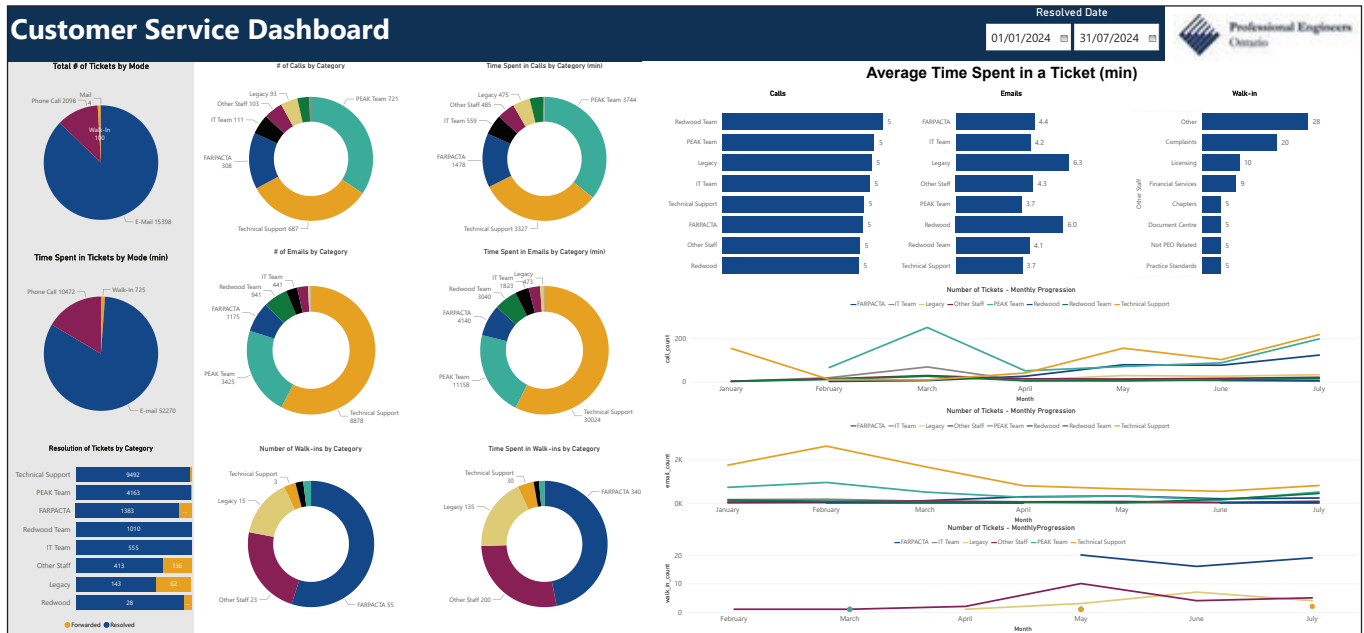 Customer Service Dashboard
Resolved Date
01/01/2024
31/07/2024
Professional Engineers
Ontario
Total # of Tickets by Mode
Mail
4
Phone Call 2098
Walk-In
100
E-Mail 15398
# of Calls by Category
Legacy 93
Other Staff 103
IT Team 111
FARPACTA
308
PEAK Team 721
Technical Support 687
Time Spent in Calls by Category (min)
Legacy 475
Other Staff 485
IT Team 559
FARPACTA
1478
PEAK Team 3744
Technical Support 3327
Time Spent in Tickets by Mode (min)
Phone Call 10472
Walk-In 725
E-mail 52270
# of Emails by Category
IT Team
441
Redwood Team
941
FARPACTA
1175
PEAK Team
3425
Technical Support
8878
Time Spent in Emails by Category (min)
Legacy
473
IT Team
1823
Redwood Team
3040
FARPACTA
4140
PEAK Team
11158
Technical Support
30024
Resolution of Tickets by Category
Technical Support 9492
PEAK Team 4163
FARPACTA 1383 ...
Redwood Team 1010
IT Team 555
Other Staff 413 136
Legacy 143 62
Redwood 28
Forwarded Resolved
Number of Walk-ins by Category
Technical Support
3
Legacy 15
Other Staff 23
FARPACTA 55
Time Spent in Walk-ins by Category
Technical Support
30
Legacy 135
Other Staff 200
FARPACTA 340
Average Time Spent in a Ticket (min)
Calls
Redwood Team 5
PEAK Team 5
Legacy 5
IT Team 5
Technical Support 5
FARPACTA 5
Other Staff 5
Redwood 5
Emails
FARPACTA 4.4
IT Team 4.2
Legacy 6.3
Other Staff 4.3
PEAK Team 3.7
Redwood 6.0
Redwood Team 4.1
Technical Support 3.7
Walk-in
Other Staff
Other 28
Complaints 20
Licensing 10
Financial Services 9
Chapters 5
Document Centre 5
Not PEO Related 5
Practice Standards 5
Number of Tickets - Monthly Progression
FARPACTA IT Team Legacy Other Staff PEAK Team Redwood Redwood Team Technical Support
call_count
200
0
January February March April May June July
Month
Number of Tickets - Monthly Progression
FARPACTA IT Team Legacy Other Staff PEAK Team Redwood Redwood Team Technical Support
email_count
2K
0K
January February March April May June July
Month
Number of Tickets - MonthlyProgression
FARPACTA IT Team Legacy Other Staff PEAK Team Technical Support
walk_in_count
20
10
0
February March April May June July
Month